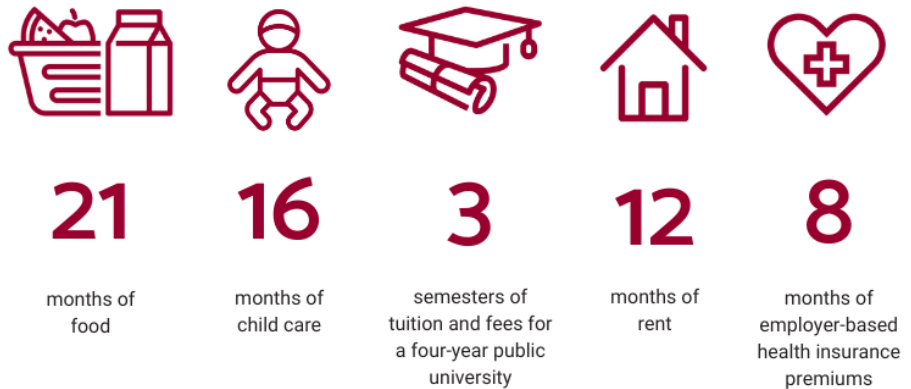 21
months of
food
16
months of
child care
3
semesters of
tuition and fees for
a four-year public
university
12
months of
rent
8
months of
employer-based
health insurance
premiums